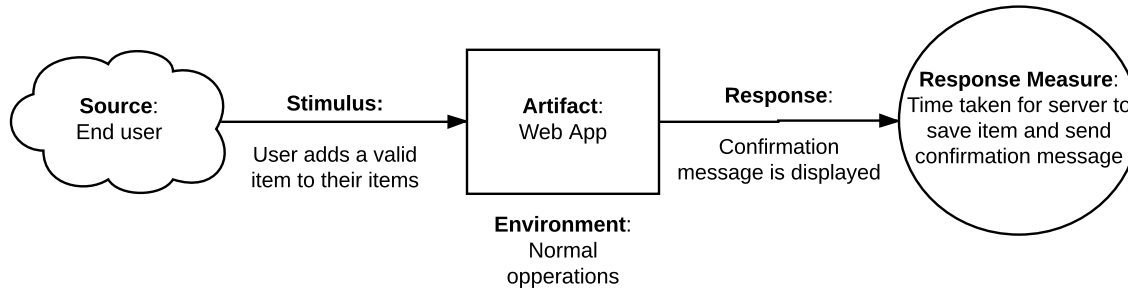 Source:
End user
Stimulus:
User adds a valid
item to their items
Artifact:
Web App
Environment:
Normal
opperations
Response:
Confirmation
message is displayed
Response Measure:
Time taken for server to
save item and send
confirmation message